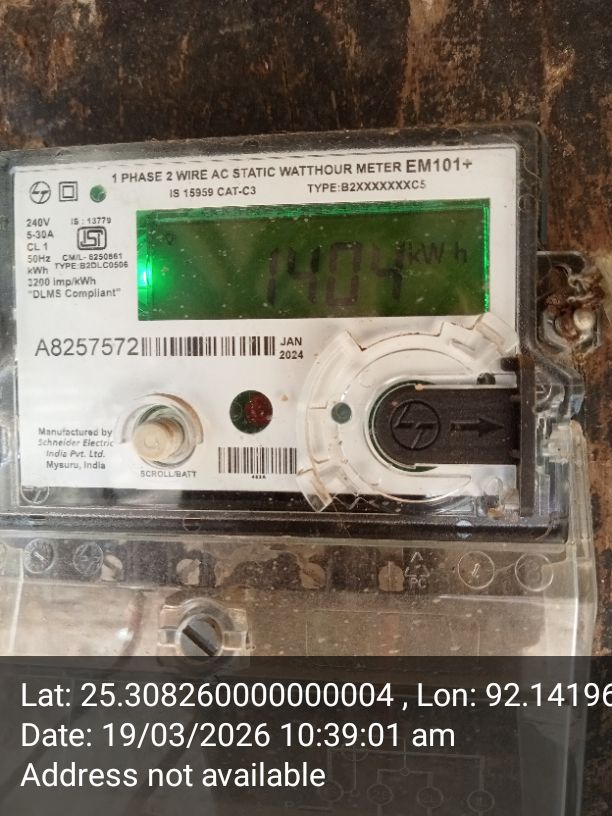 1 PHASE 2 WIRE AC STATIC WATTHOUR METER EM101+
IS 15959 CAT-C3 TYPE:B2XXXXXXXC5
240V
5-30A
CL 1
50Hz
kWh
3200 imp/kWh
"DLMS Compliant"
IS : 13779
ISI
CM/L- 6250861
TYPE:B2DLC0506
1404 kWh
A8257572
JAN
2024
Manufactured by
Schneider Electric
India Pvt. Ltd.
Mysuru, India
SCROLL/BATT
Lat: 25.308260000000004 , Lon: 92.14196
Date: 19/03/2026 10:39:01 am
Address not available